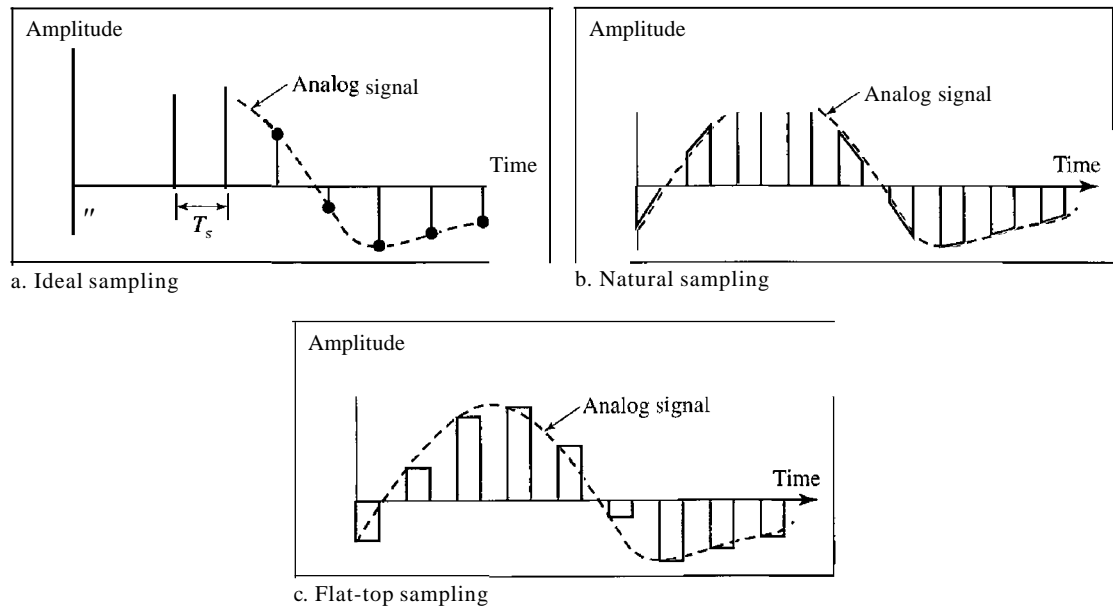 Amplitude
Analog signal
Time
"
Ts
a. Ideal sampling
Amplitude
Analog signal
Time
b. Natural sampling
Amplitude
Analog signal
Time
c. Flat-top sampling